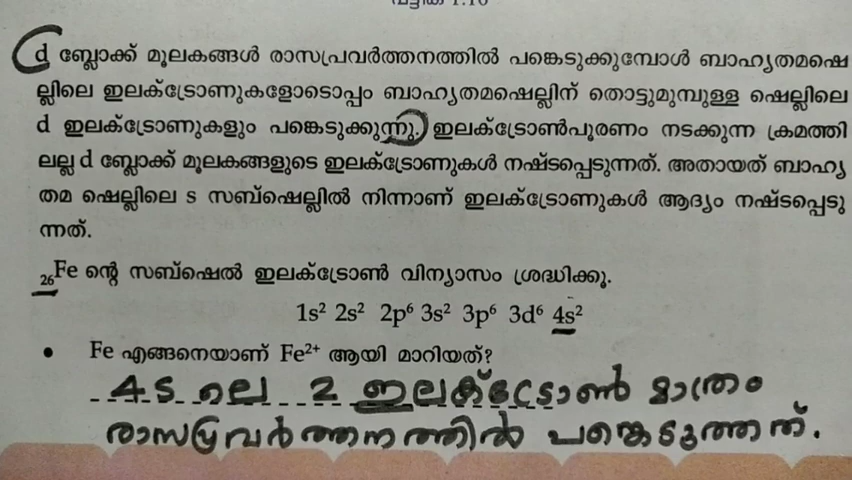 പട്ടിക 1.10
d ബ്ലോക്ക് മൂലകങ്ങൾ രാസപ്രവർത്തനത്തിൽ പങ്കെടുക്കുമ്പോൾ ബാഹ്യതമഷെ
ല്ലിലെ ഇലക്ട്രോണുകളോടൊപ്പം ബാഹ്യതമഷെല്ലിന് തൊട്ടുമുമ്പുള്ള ഷെല്ലിലെ
d ഇലക്ട്രോണുകളും പങ്കെടുക്കുന്നു. ഇലക്ട്രോൺപൂരണം നടക്കുന്ന ക്രമത്തി
ലല്ല d ബ്ലോക്ക് മൂലകങ്ങളുടെ ഇലക്ട്രോണുകൾ നഷ്ടപ്പെടുന്നത്. അതായത് ബാഹ്യ
തമ ഷെല്ലിലെ s സബ്ഷെല്ലിൽ നിന്നാണ് ഇലക്ട്രോണുകൾ ആദ്യം നഷ്ടപ്പെടു
ന്നത്.
₂₆Fe ന്റെ സബ്ഷെൽ ഇലക്ട്രോൺ വിന്യാസം ശ്രദ്ധിക്കൂ.
1s² 2s² 2p⁶ 3s² 3p⁶ 3d⁶ 4s²
• Fe എങ്ങനെയാണ് Fe²⁺ ആയി മാറിയത്?
4s ലെ 2 ഇലക്ട്രോൺ മാത്രം
രാസപ്രവർത്തനത്തിൽ പങ്കെടുത്തത്.